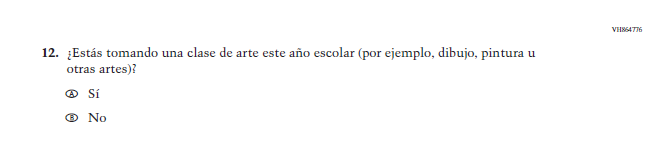 VH864776
12. ¿Estás tomando una clase de arte este año escolar (por ejemplo, dibujo, pintura u
otras artes)?
A Sí
B No